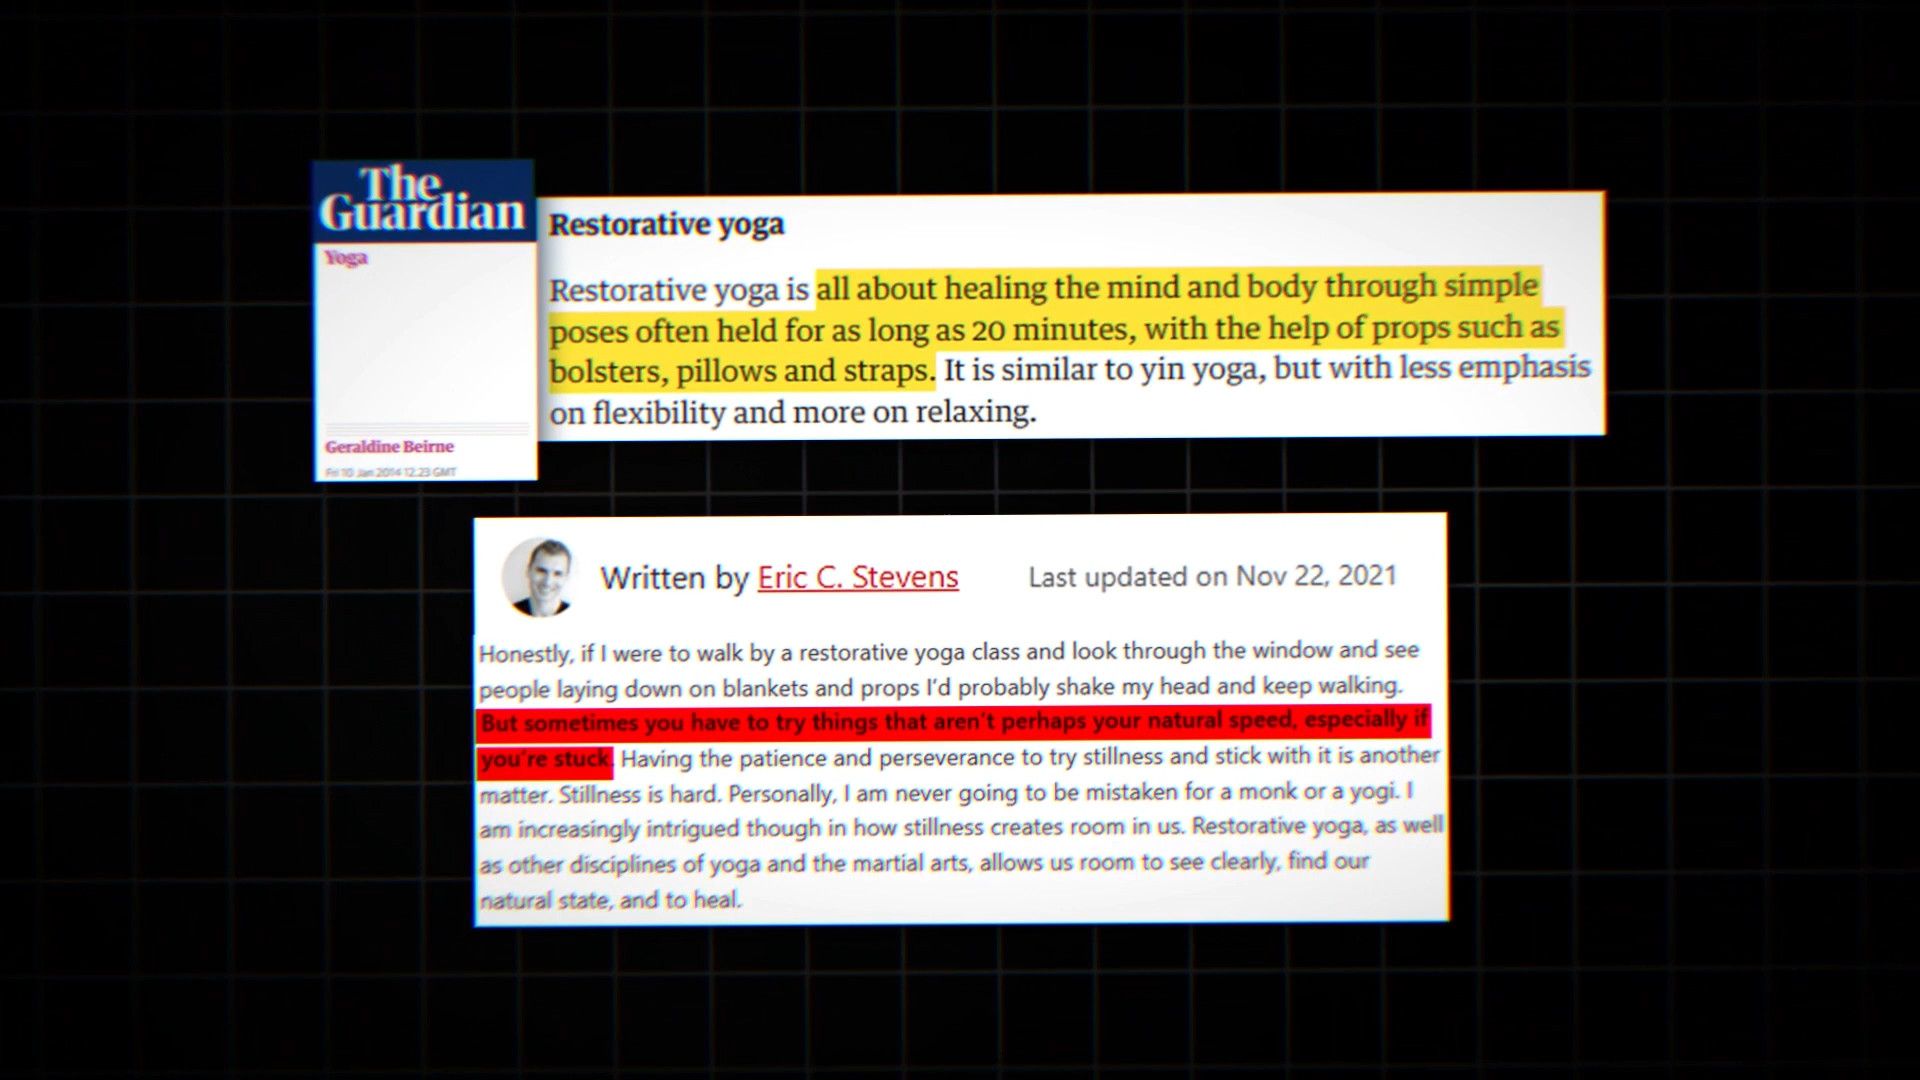 The
Guardian
Yoga
Geraldine Beirne
Fri 10 Jan 2014 12.23 GMT
Restorative yoga
Restorative yoga is all about healing the mind and body through simple
poses often held for as long as 20 minutes, with the help of props such as
bolsters, pillows and straps. It is similar to yin yoga, but with less emphasis
on flexibility and more on relaxing.
Written by Eric C. Stevens
Last updated on Nov 22, 2021
Honestly, if I were to walk by a restorative yoga class and look through the window and see
people laying down on blankets and props I'd probably shake my head and keep walking.
But sometimes you have to try things that aren't perhaps your natural speed, especially if
you're stuck. Having the patience and perseverance to try stillness and stick with it is another
matter. Stillness is hard. Personally, I am never going to be mistaken for a monk or a yogi. I
am increasingly intrigued though in how stillness creates room in us. Restorative yoga, as well
as other disciplines of yoga and the martial arts, allows us room to see clearly, find our
natural state, and to heal.